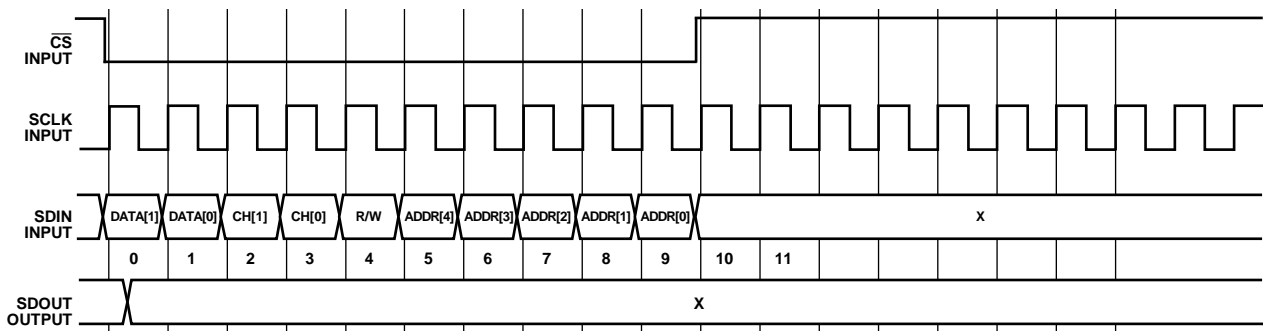 CS
INPUT
SCLK
INPUT
SDIN
INPUT
DATA[1] DATA[0] CH[1] CH[0] R/W ADDR[4] ADDR[3] ADDR[2] ADDR[1] ADDR[0] X
0 1 2 3 4 5 6 7 8 9 10 11
SDOUT
OUTPUT
X